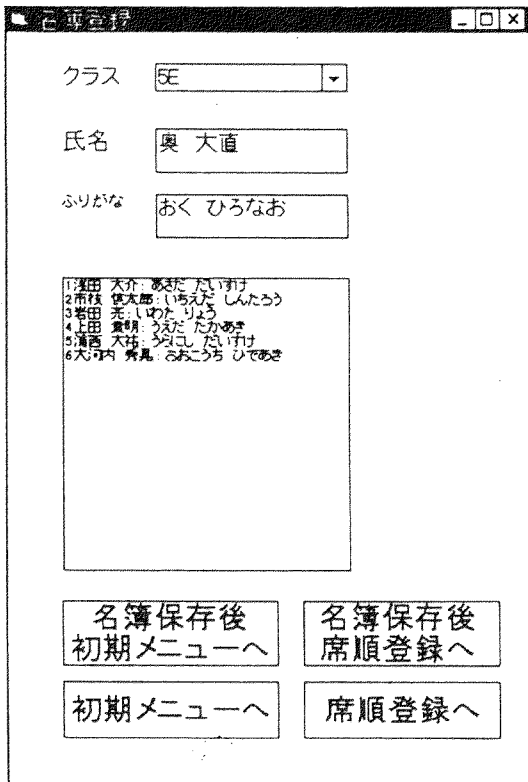 名簿登録
クラス 5E
氏名 奥 大直
ふりがな おく ひろなお
1浅田 大介:あさだ だいすけ
2市枝 慎太郎:いちえだ しんたろう
3岩田 亮:いわた りょう
4上田 貴明:うえだ たかあき
5浦西 大祐:うらにし だいすけ
6大河内 秀晃:おおこうち ひであき
名簿保存後
初期メニューへ
名簿保存後
席順登録へ
初期メニューへ
席順登録へ